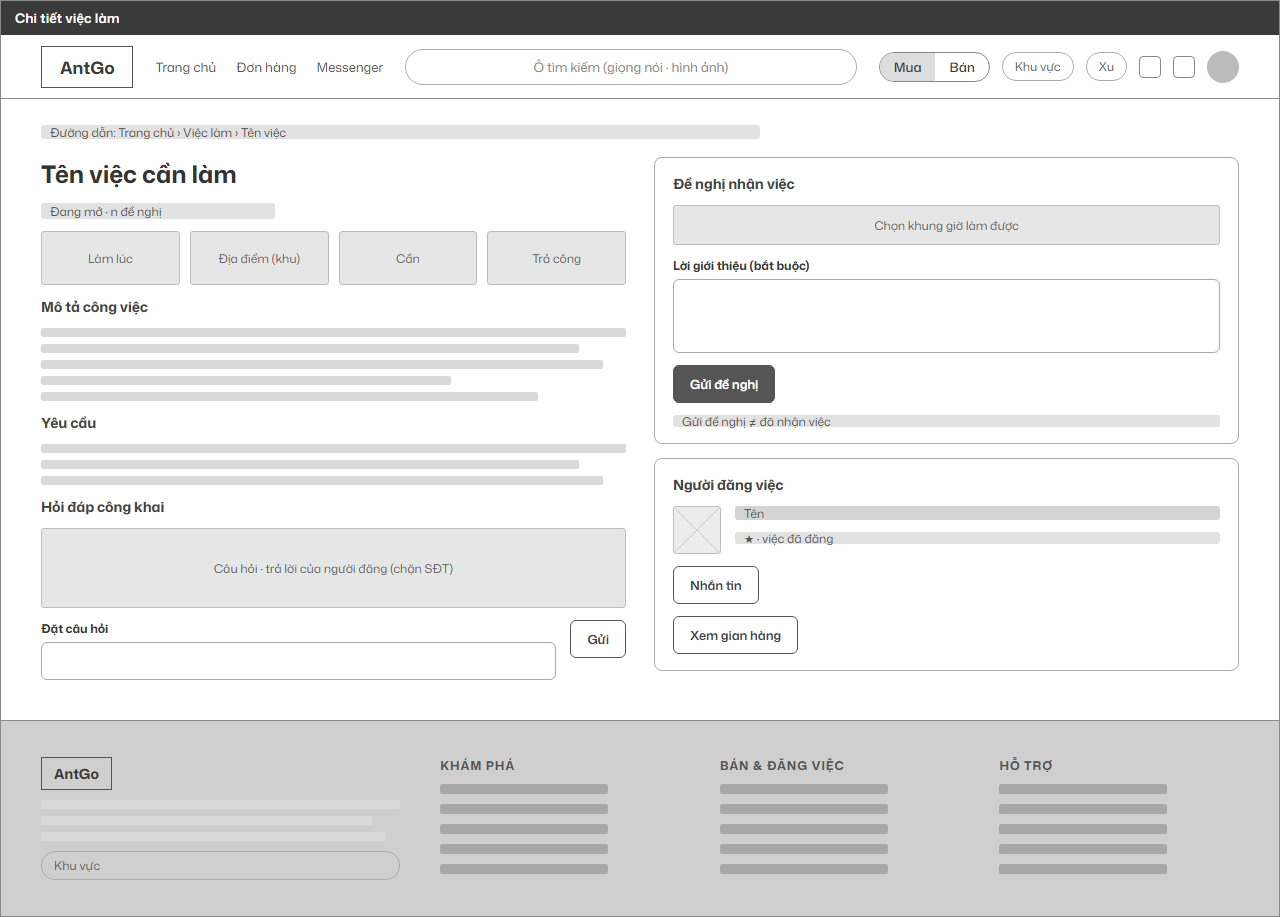 Chi tiết việc làm
AntGo
Trang chủ
Đơn hàng
Messenger
Ô tìm kiếm (giọng nói · hình ảnh)
Mua
Bán
Khu vực
Xu
Đường dẫn: Trang chủ › Việc làm › Tên việc
Tên việc cần làm
Đang mở · n đề nghị
Làm lúc
Địa điểm (khu)
Cần
Trả công
Mô tả công việc
Yêu cầu
Hỏi đáp công khai
Câu hỏi · trả lời của người đăng (chặn SĐT)
Đặt câu hỏi
Gửi
Đề nghị nhận việc
Chọn khung giờ làm được
Lời giới thiệu (bắt buộc)
Gửi đề nghị
Gửi đề nghị ≠ đã nhận việc
Người đăng việc
Tên
★ · việc đã đăng
Nhắn tin
Xem gian hàng
AntGo
Khu vực
KHÁM PHÁ
BÁN & ĐĂNG VIỆC
HỖ TRỢ